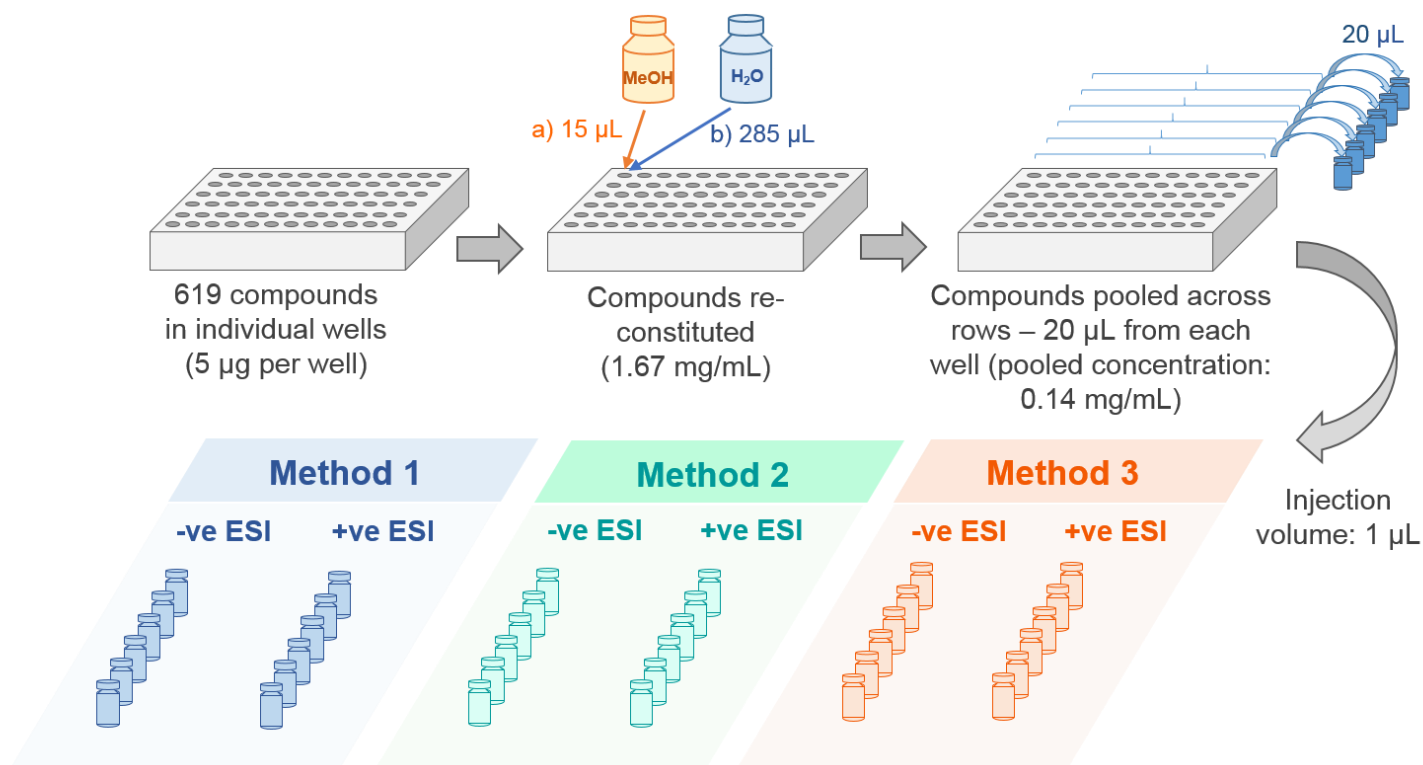 20 µL
MeOH
H₂O
a) 15 µL
b) 285 µL
619 compounds
in individual wells
(5 µg per well)
Compounds re-
constituted
(1.67 mg/mL)
Compounds pooled across
rows – 20 µL from each
well (pooled concentration:
0.14 mg/mL)
Method 1
Method 2
Method 3
-ve ESI
+ve ESI
-ve ESI
+ve ESI
-ve ESI
+ve ESI
Injection
volume: 1 µL